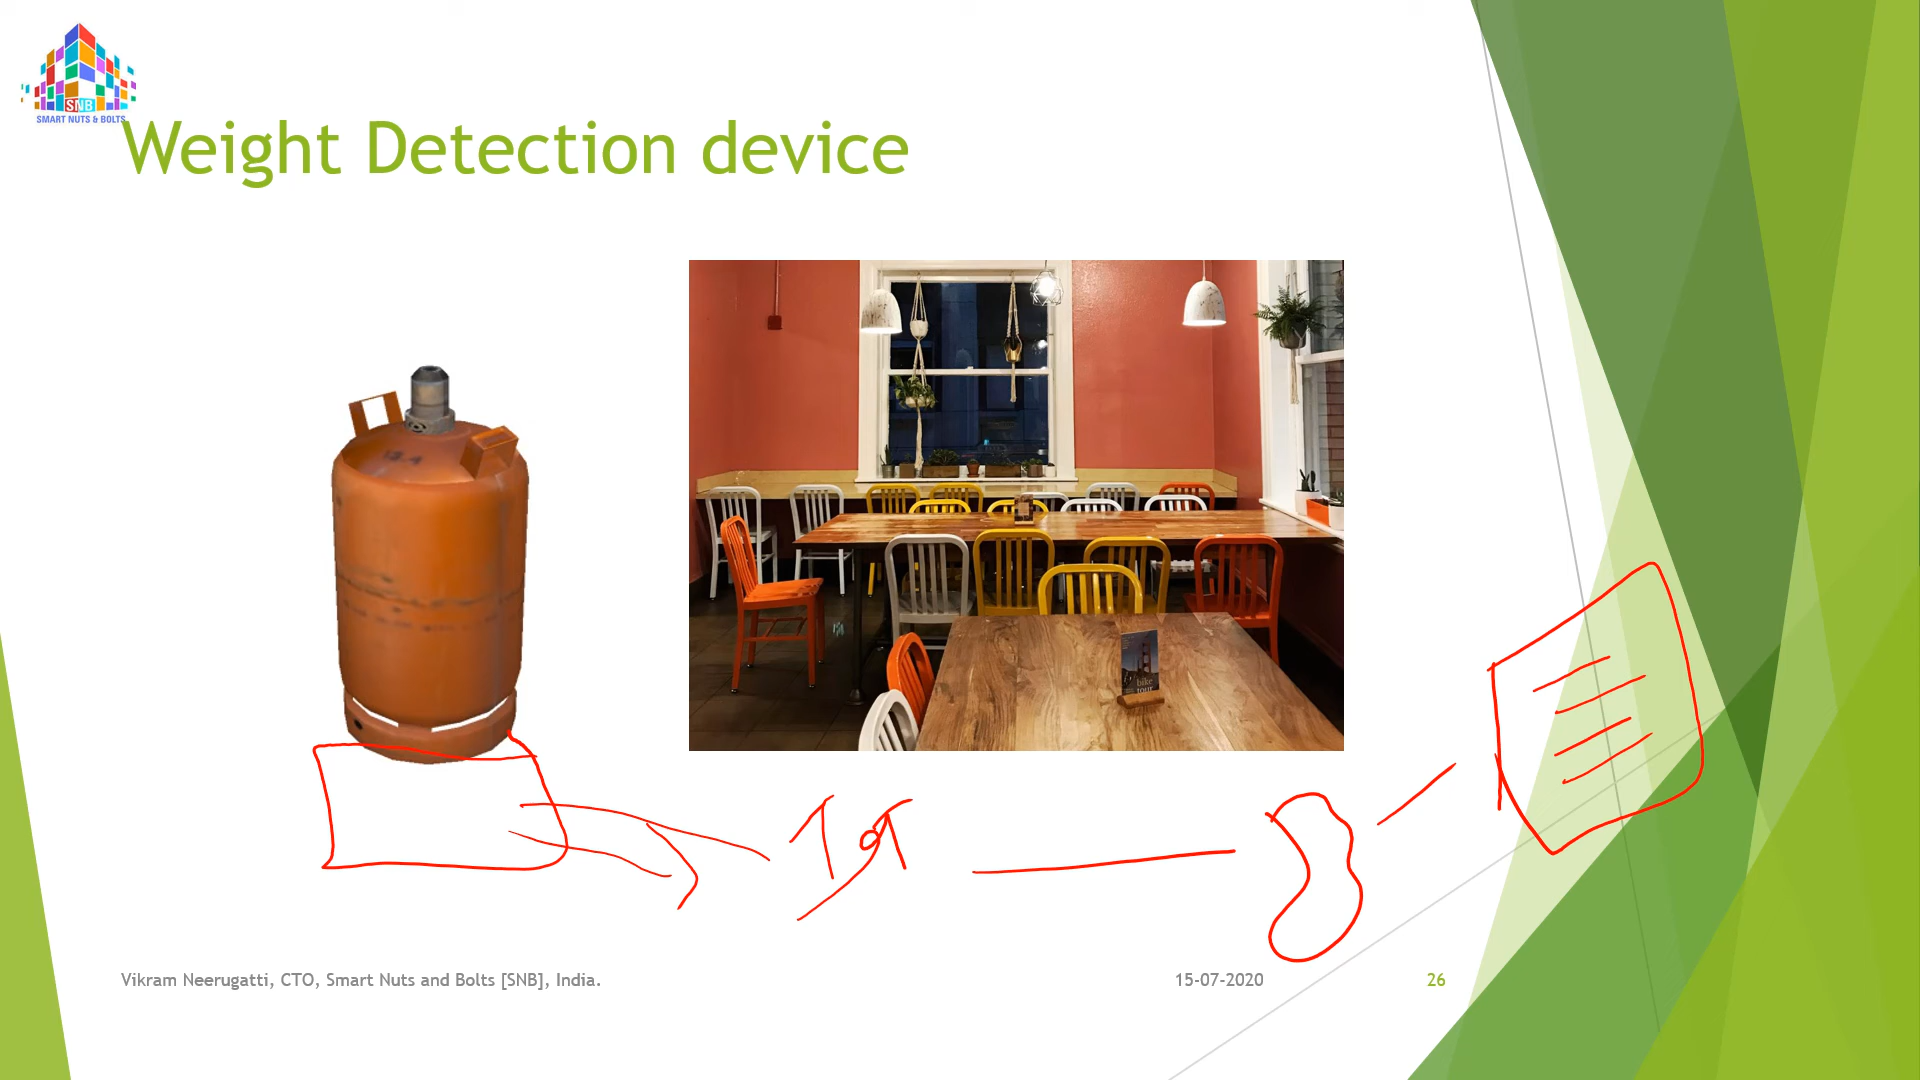 SNB
SMART NUTS & BOLTS
Weight Detection device
bike
tour
IoT
Vikram Neerugatti, CTO, Smart Nuts and Bolts [SNB], India.
15-07-2020
26